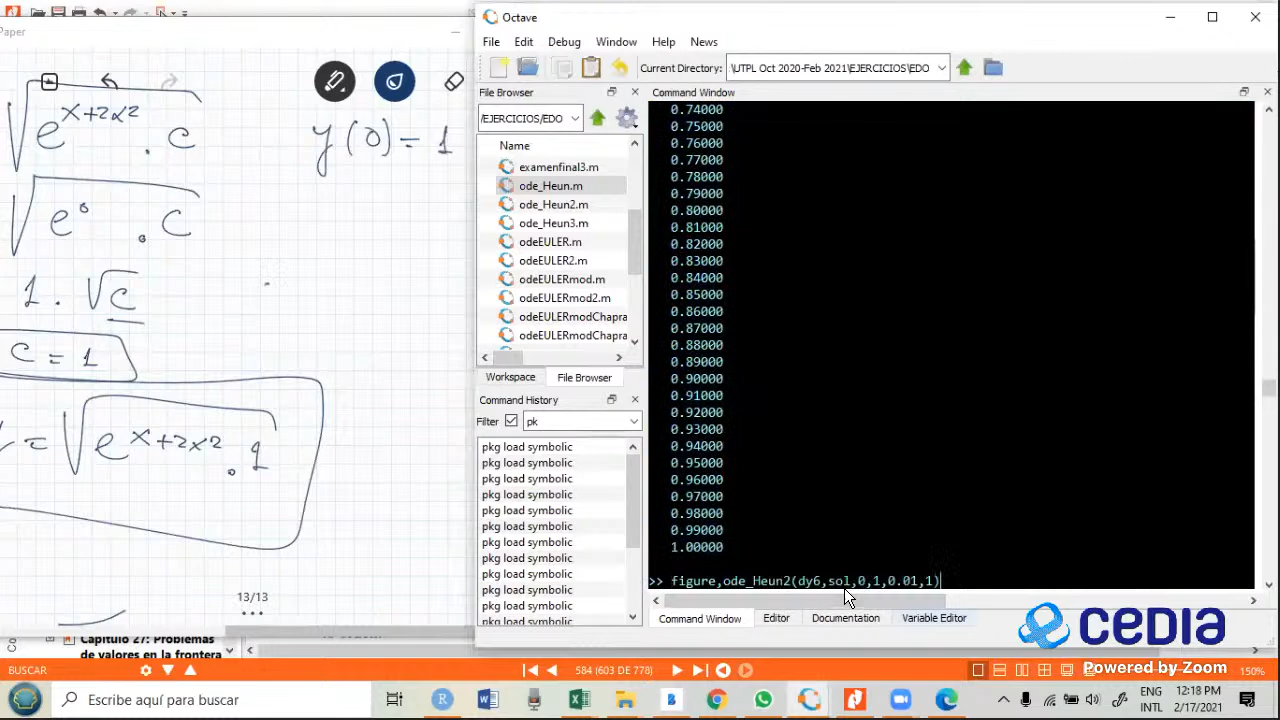 Paper
e^x+2x² . c
y(0)=1
e° . c
1 . √c
c = 1
= √e^x+2x² . 1
13/13
Capítulo 27: Problemas
de valores en la frontera
BUSCAR
584 (603 DE 778)
150%
Octave
File Edit Debug Window Help News
Current Directory: \UTPL Oct 2020-Feb 2021\EJERCICIOS\EDO
File Browser
/EJERCICIOS/EDO
Name
examenfinal3.m
ode_Heun.m
ode_Heun2.m
ode_Heun3.m
odeEULER.m
odeEULER2.m
odeEULERmod.m
odeEULERmod2.m
odeEULERmodChapra
odeEULERmodChapra
Workspace File Browser
Command History
Filter pk
pkg load symbolic
pkg load symbolic
pkg load symbolic
pkg load symbolic
pkg load symbolic
pkg load symbolic
pkg load symbolic
pkg load symbolic
pkg load symbolic
pkg load symbolic
pkg load symbolic
pkg load symbolic
Command Window
0.74000
0.75000
0.76000
0.77000
0.78000
0.79000
0.80000
0.81000
0.82000
0.83000
0.84000
0.85000
0.86000
0.87000
0.88000
0.89000
0.90000
0.91000
0.92000
0.93000
0.94000
0.95000
0.96000
0.97000
0.98000
0.99000
1.00000
>> figure,ode_Heun2(dy6,sol,0,1,0.01,1)
Command Window Editor Documentation Variable Editor
cedia
Powered by Zoom
Escribe aquí para buscar
ENG
INTL
12:18 PM
2/17/2021